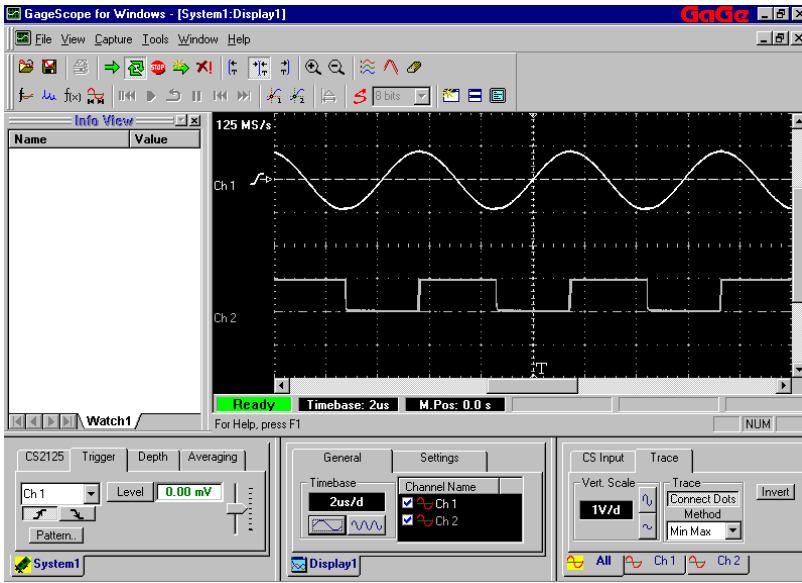 GageScope for Windows - [System1:Display1]
GaGe
File View Capture Tools Window Help
STOP
f(x)
8 bits
Info View
Name Value
125 MS/s
Ch 1
Ch 2
T
Ready Timebase: 2us M.Pos: 0.0 s
Watch1
For Help, press F1
NUM
CS2125 Trigger Depth Averaging
Ch 1 Level 0.00 mV
Pattern..
System1
General Settings
Timebase
2us/d
Channel Name
Ch 1
Ch 2
Display1
CS Input Trace
Vert. Scale
1V/d
Trace
Connect Dots
Method
Min Max
Invert
All Ch 1 Ch 2